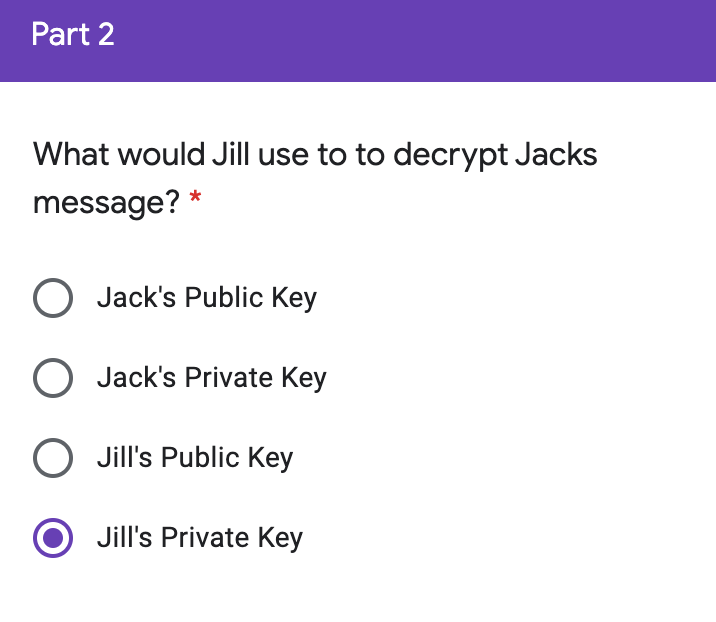 Part 2
What would Jill use to to decrypt Jacks
message? *
Jack's Public Key
Jack's Private Key
Jill's Public Key
Jill's Private Key